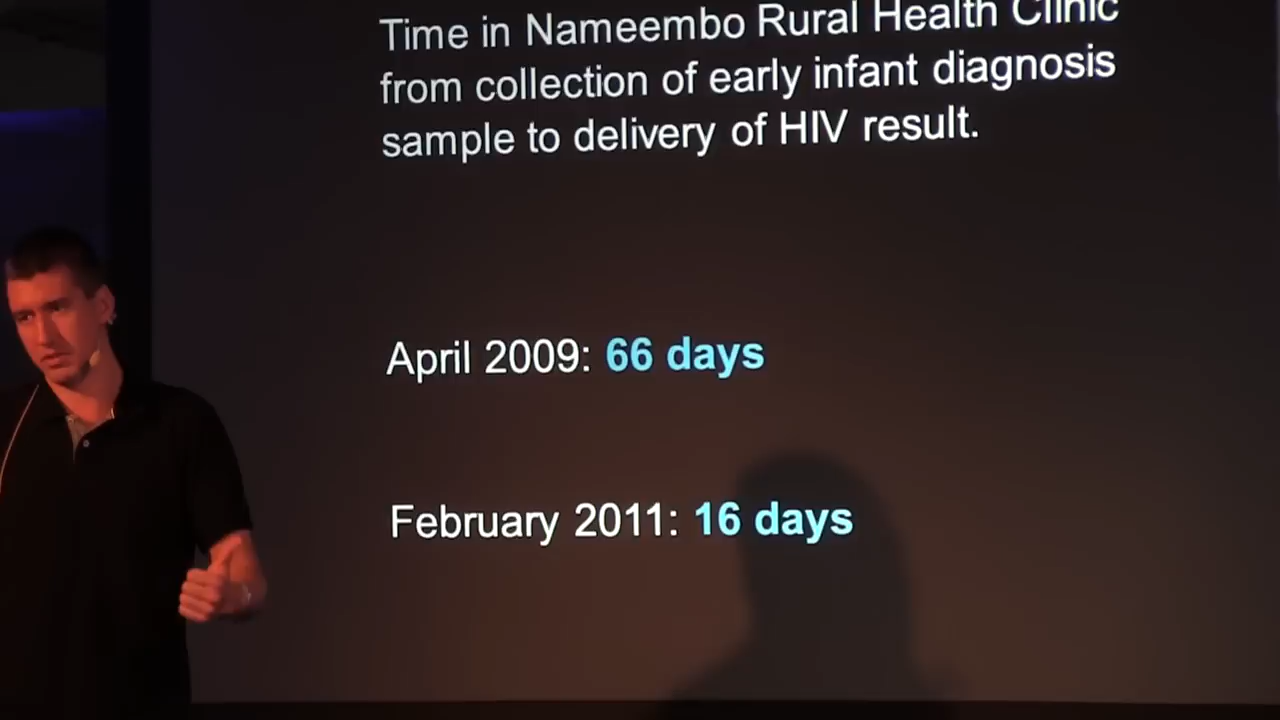 Time in Nameembo Rural Health Clinic
from collection of early infant diagnosis
sample to delivery of HIV result.
April 2009: 66 days
February 2011: 16 days